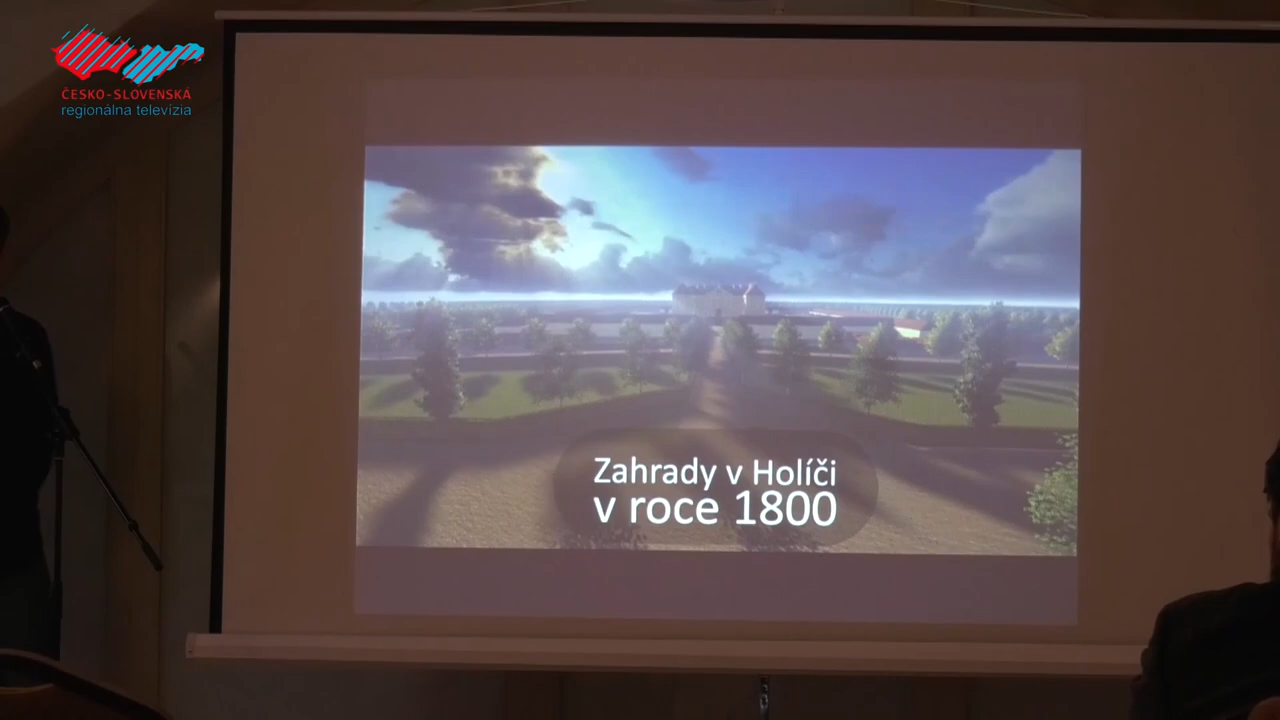 ČESKO-SLOVENSKÁ
regionálna televízia
Zahrady v Holíči
v roce 1800